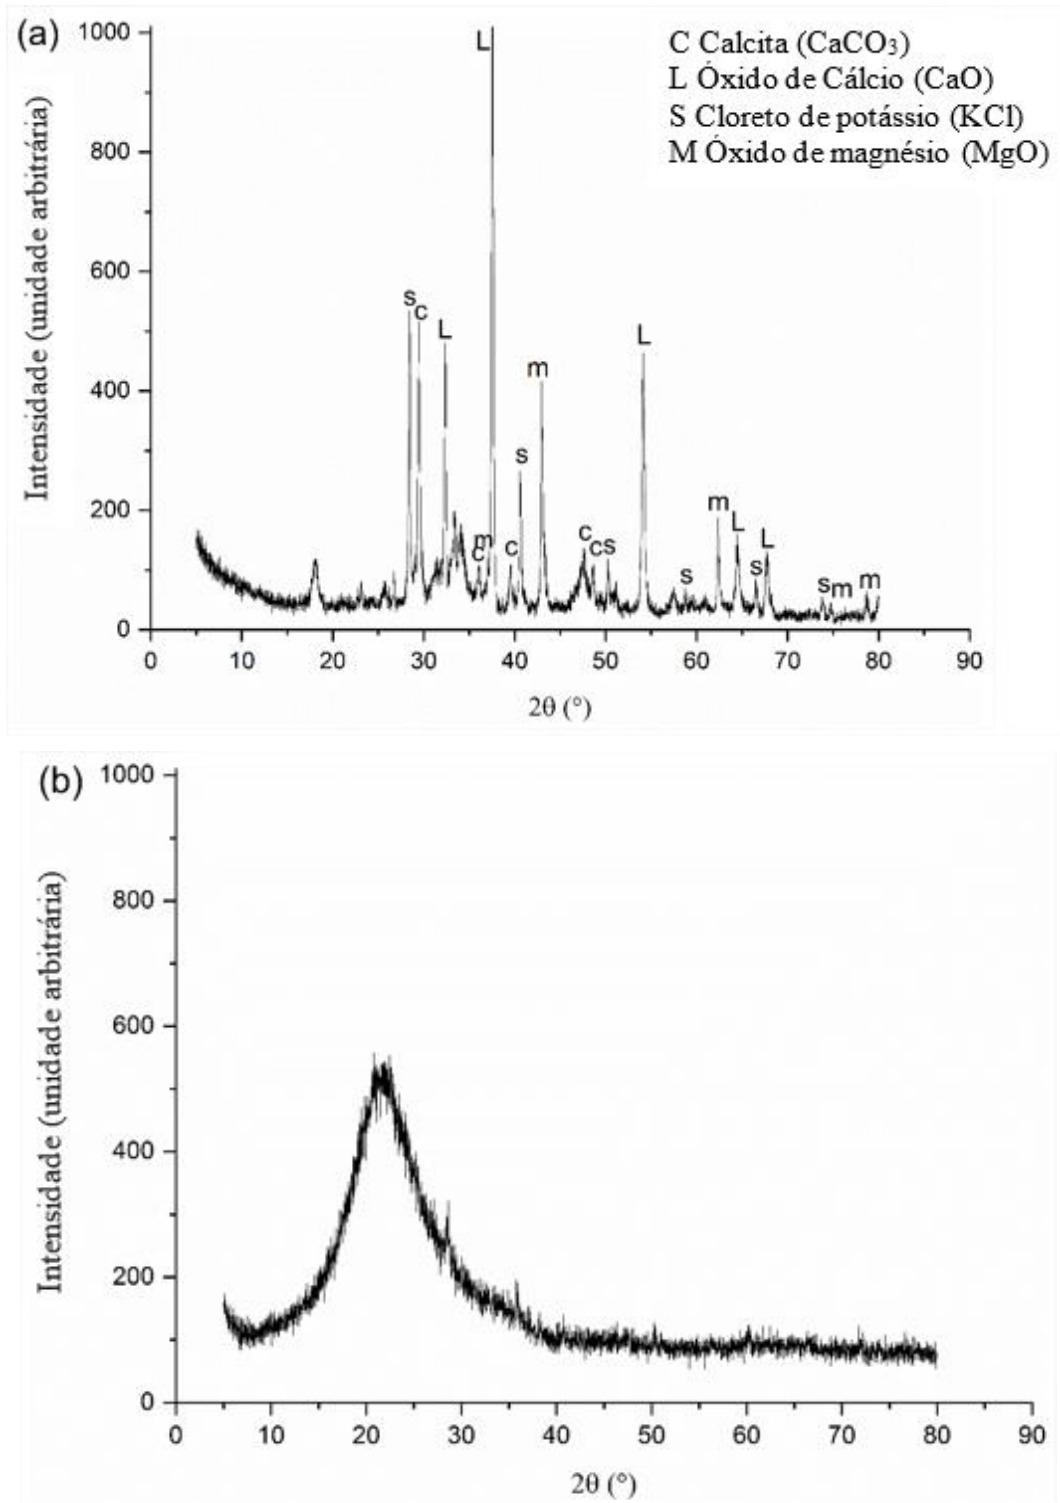 (a)
C Calcita (CaCO₃)
L Óxido de Cálcio (CaO)
S Cloreto de potássio (KCl)
M Óxido de magnésio (MgO)
Intensidade (unidade arbitrária)
1000
800
600
400
200
0
L
s
c
L
m
s
L
c
m
c
c
c
s
s
m
L
s
L
s
m
m
0 10 20 30 40 50 60 70 80 90
2θ (°)
(b)
Intensidade (unidade arbitrária)
1000
800
600
400
200
0
0 10 20 30 40 50 60 70 80 90
2θ (°)